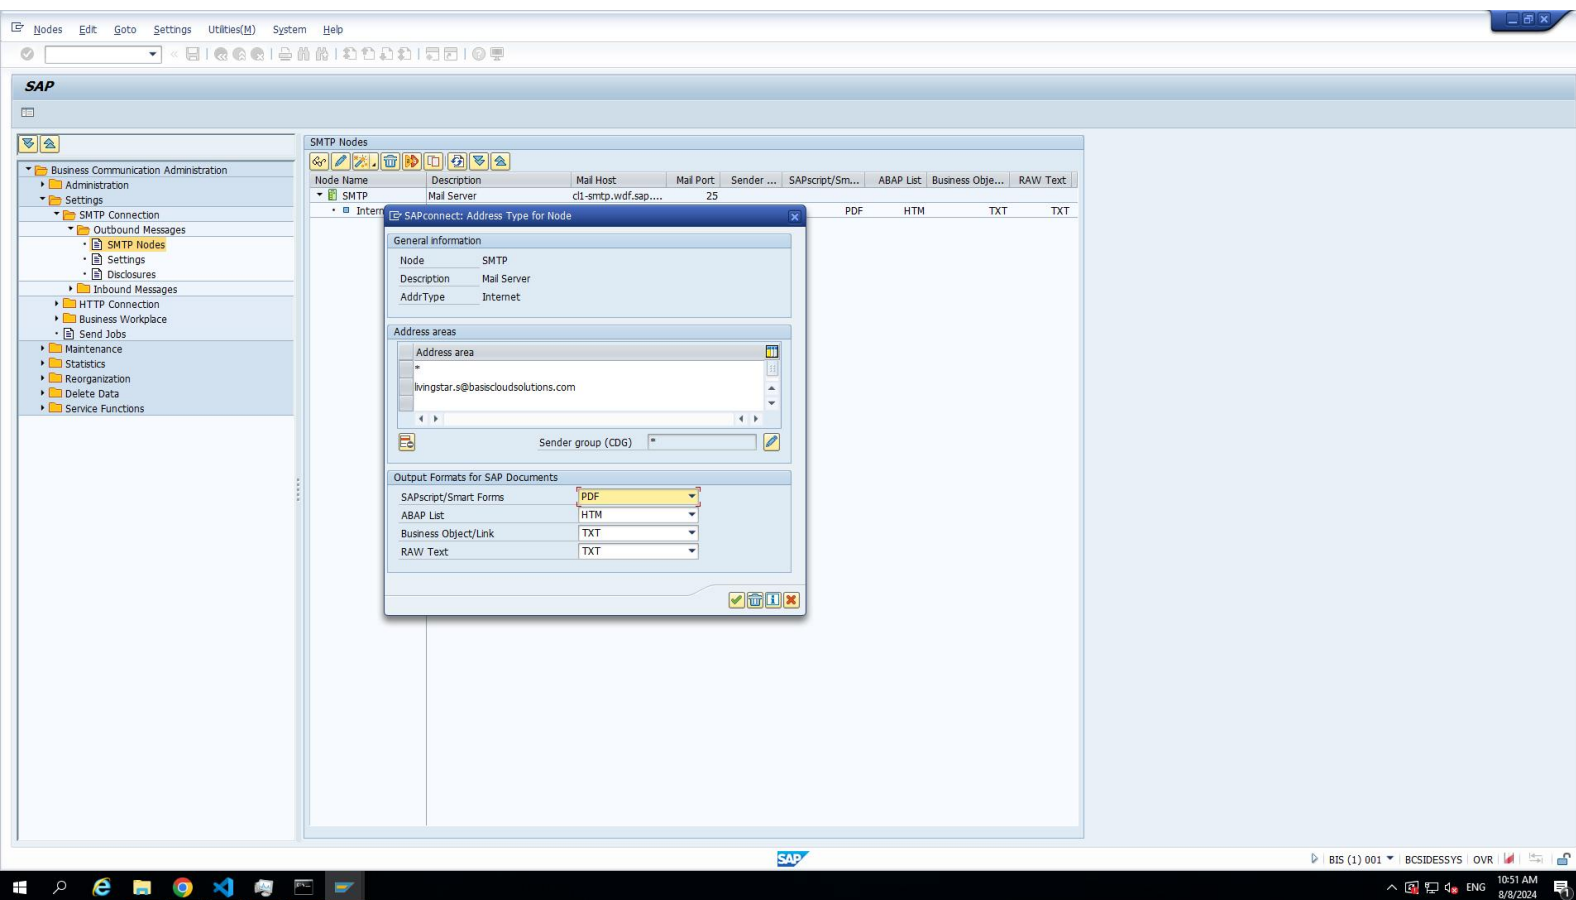 Nodes Edit Goto Settings Utilities(M) System Help
SAP
SMTP Nodes
Business Communication Administration
Administration
Settings
SMTP Connection
Outbound Messages
SMTP Nodes
Settings
Disclosures
Inbound Messages
HTTP Connection
Business Workplace
Send Jobs
Maintenance
Statistics
Reorganization
Delete Data
Service Functions
Node Name Description Mail Host Mail Port Sender ... SAPscript/Sm... ABAP List Business Obje... RAW Text
SMTP Mail Server cl1-smtp.wdf.sap.... 25
Intern PDF HTM TXT TXT
SAPconnect: Address Type for Node
General information
Node SMTP
Description Mail Server
AddrType Internet
Address areas
Address area
*
livingstar.s@basiscloudsolutions.com
Sender group (CDG) *
Output Formats for SAP Documents
SAPscript/Smart Forms PDF
ABAP List HTM
Business Object/Link TXT
RAW Text TXT
SAP
BIS (1) 001 BCSIDESSYS OVR
ENG 10:51 AM
8/8/2024